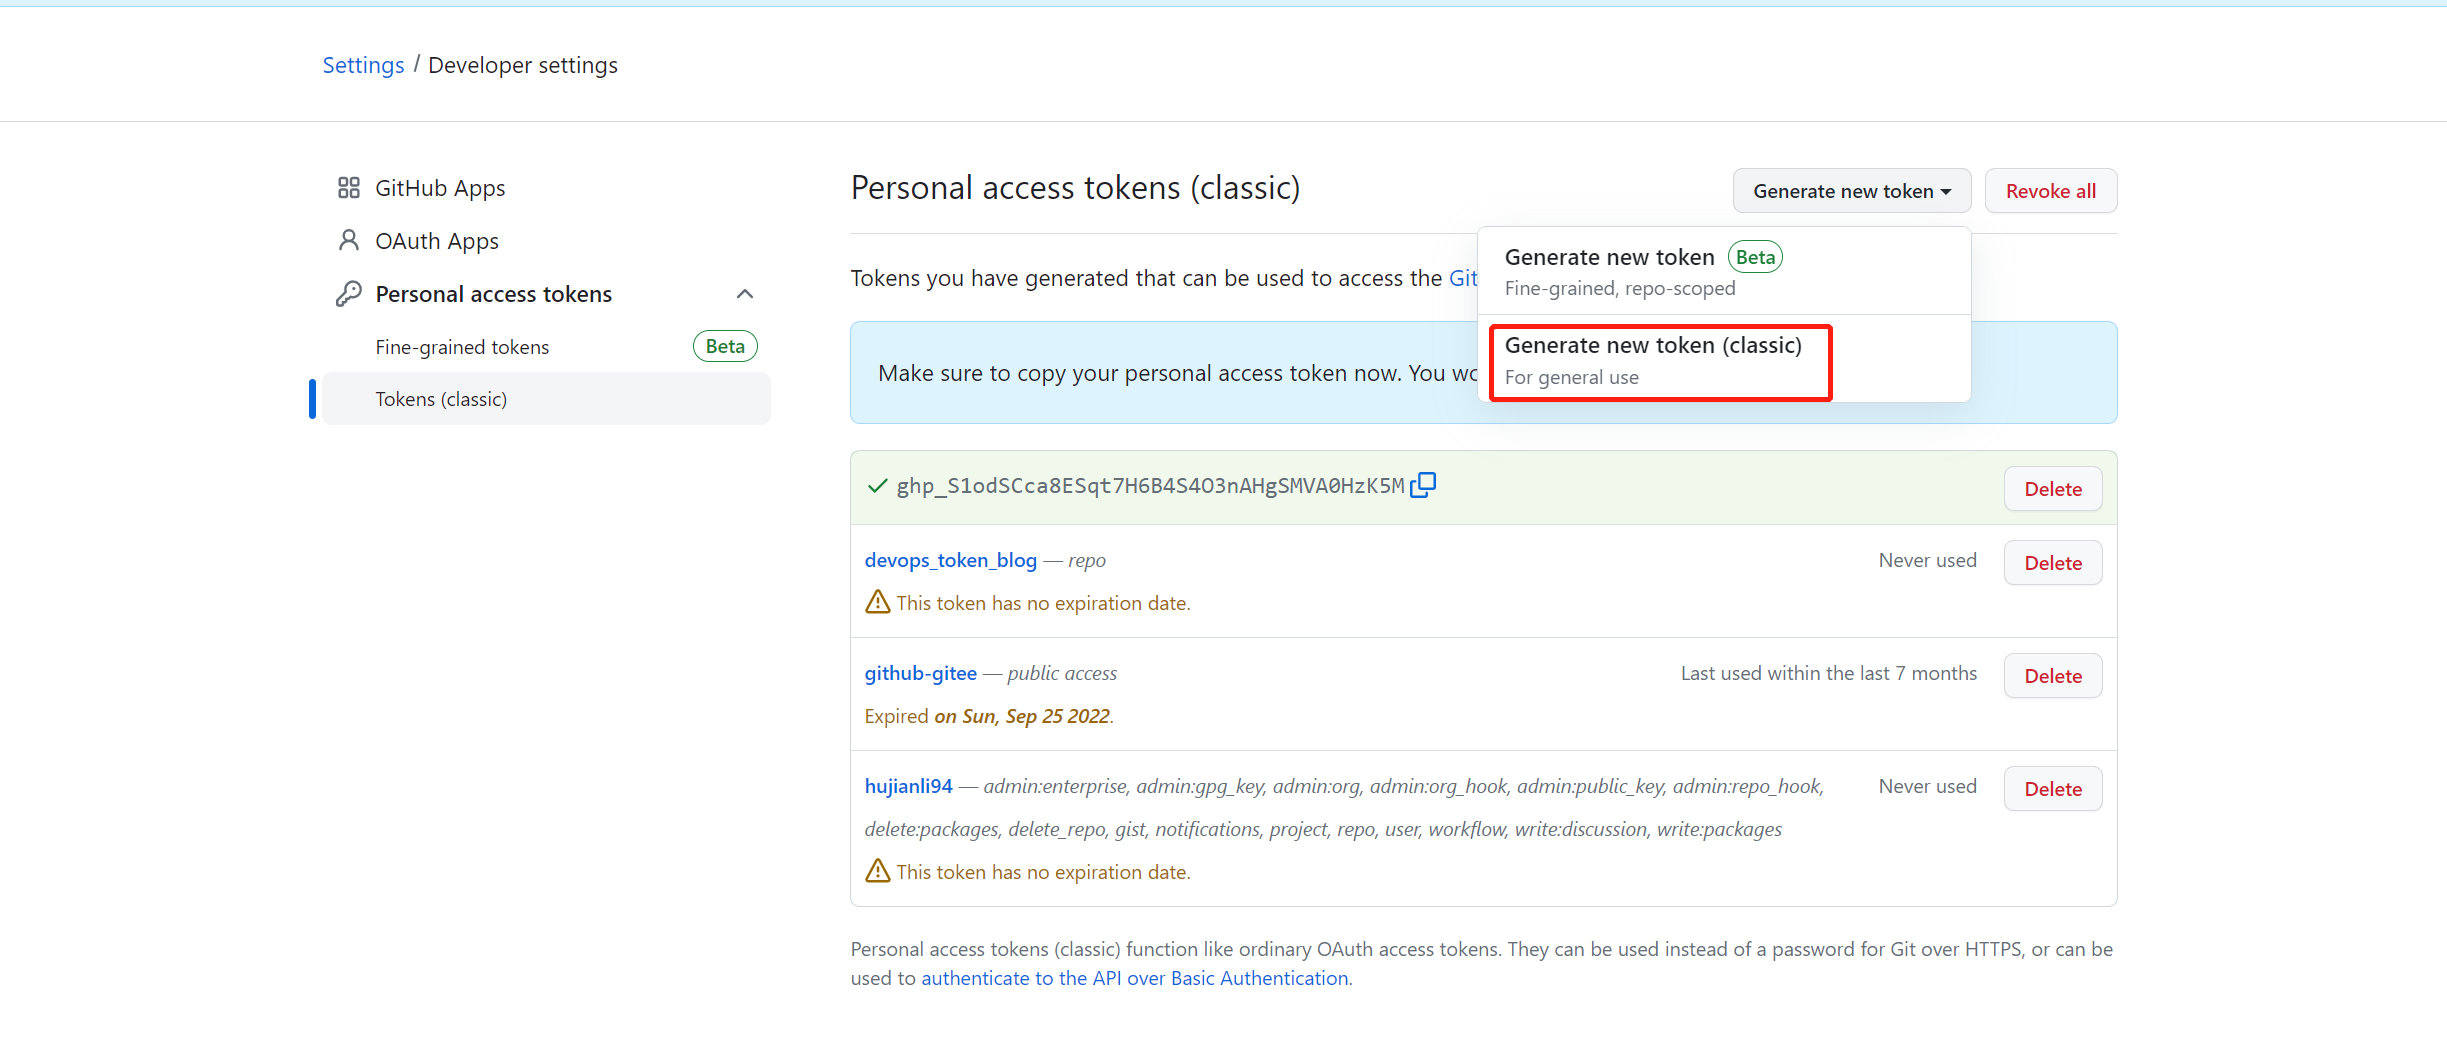 Settings / Developer settings
GitHub Apps
OAuth Apps
Personal access tokens
Fine-grained tokens Beta
Tokens (classic)
Personal access tokens (classic)
Generate new token
Revoke all
Generate new token Beta
Fine-grained, repo-scoped
Generate new token (classic)
For general use
Tokens you have generated that can be used to access the Git
Make sure to copy your personal access token now. You wo
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 Delete
devops_token_blog — repo Never used Delete
This token has no expiration date.
github-gitee — public access Last used within the last 7 months Delete
Expired on Sun, Sep 25 2022.
hujianli94 — admin:enterprise, admin:gpg_key, admin:org, admin:org_hook, admin:public_key, admin:repo_hook, Never used Delete
delete:packages, delete_repo, gist, notifications, project, repo, user, workflow, write:discussion, write:packages
This token has no expiration date.
Personal access tokens (classic) function like ordinary OAuth access tokens. They can be used instead of a password for Git over HTTPS, or can be
used to authenticate to the API over Basic Authentication.